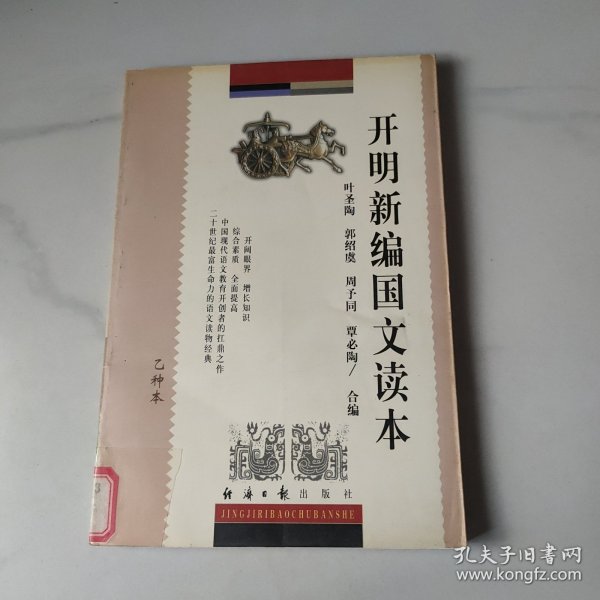 开明新编国文读本
叶圣陶 郭绍虞 周予同 覃必陶/合编
开阔眼界 增长知识
综合素质 全面提高
中国现代语文教育开创者的扛鼎之作
二十世纪最富生命力的语文读物经典
乙种本
经济日报出版社
JINGJIRIBAOCHUBANSHE
3
孔夫子旧书网
www.kongfz.com